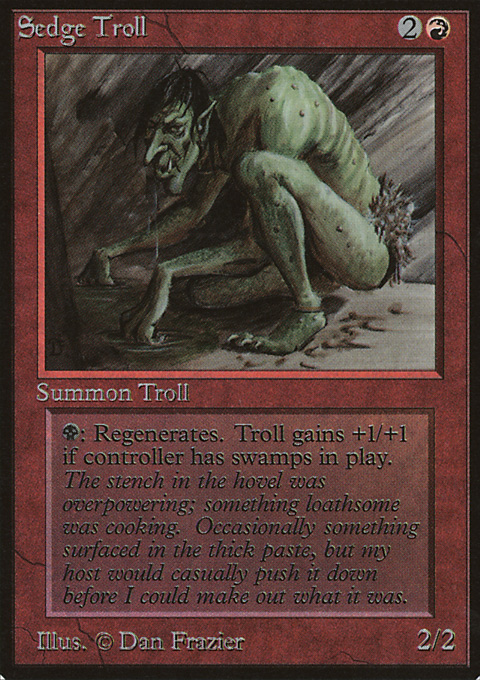 Sedge Troll 2
Summon Troll
: Regenerates. Troll gains +1/+1
if controller has swamps in play.
The stench in the hovel was
overpowering; something loathsome
was cooking. Occasionally something
surfaced in the thick paste, but my
host would casually push it down
before I could make out what it was.
Illus. © Dan Frazier 2/2